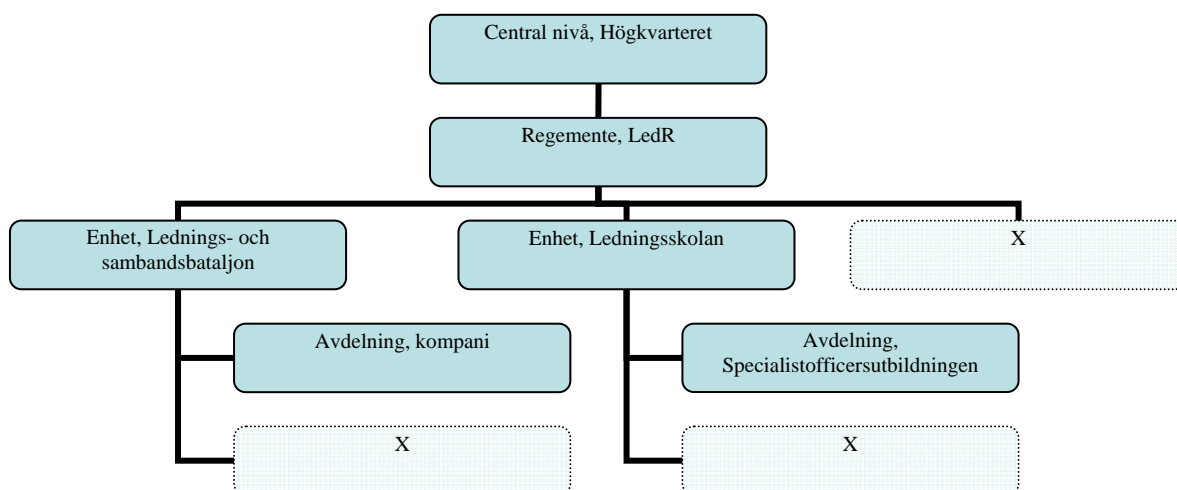 Central nivå, Högkvarteret
Regemente, LedR
Enhet, Lednings- och
sambandsbataljon
Enhet, Ledningsskolan
X
Avdelning, kompani
Avdelning,
Specialistofficersutbildningen
X
X